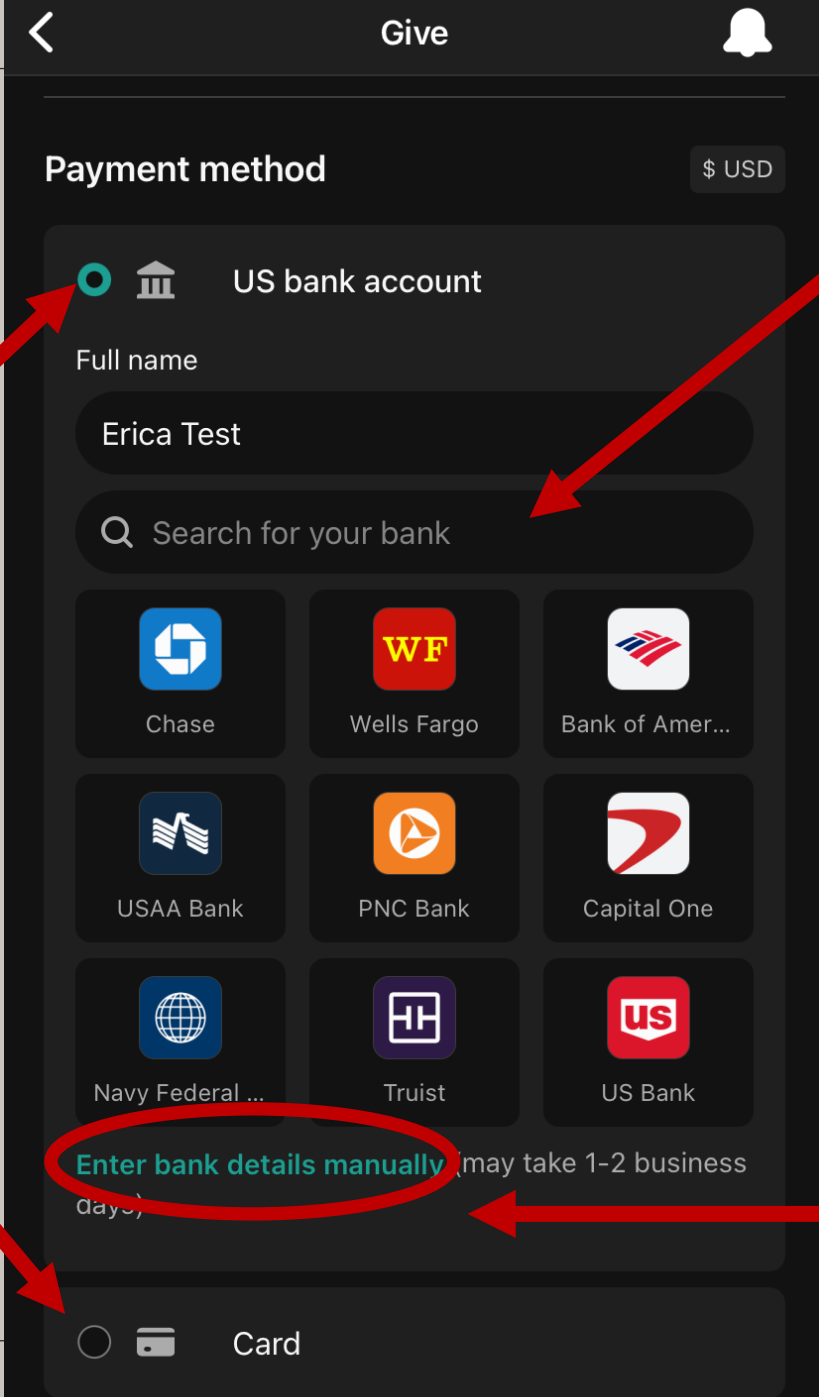 Give
Payment method
$ USD
US bank account
Full name
Erica Test
Search for your bank
Chase
WF
Wells Fargo
Bank of Amer...
USAA Bank
PNC Bank
Capital One
Navy Federal ...
Truist
us
US Bank
Enter bank details manually (may take 1-2 business
days)
Card